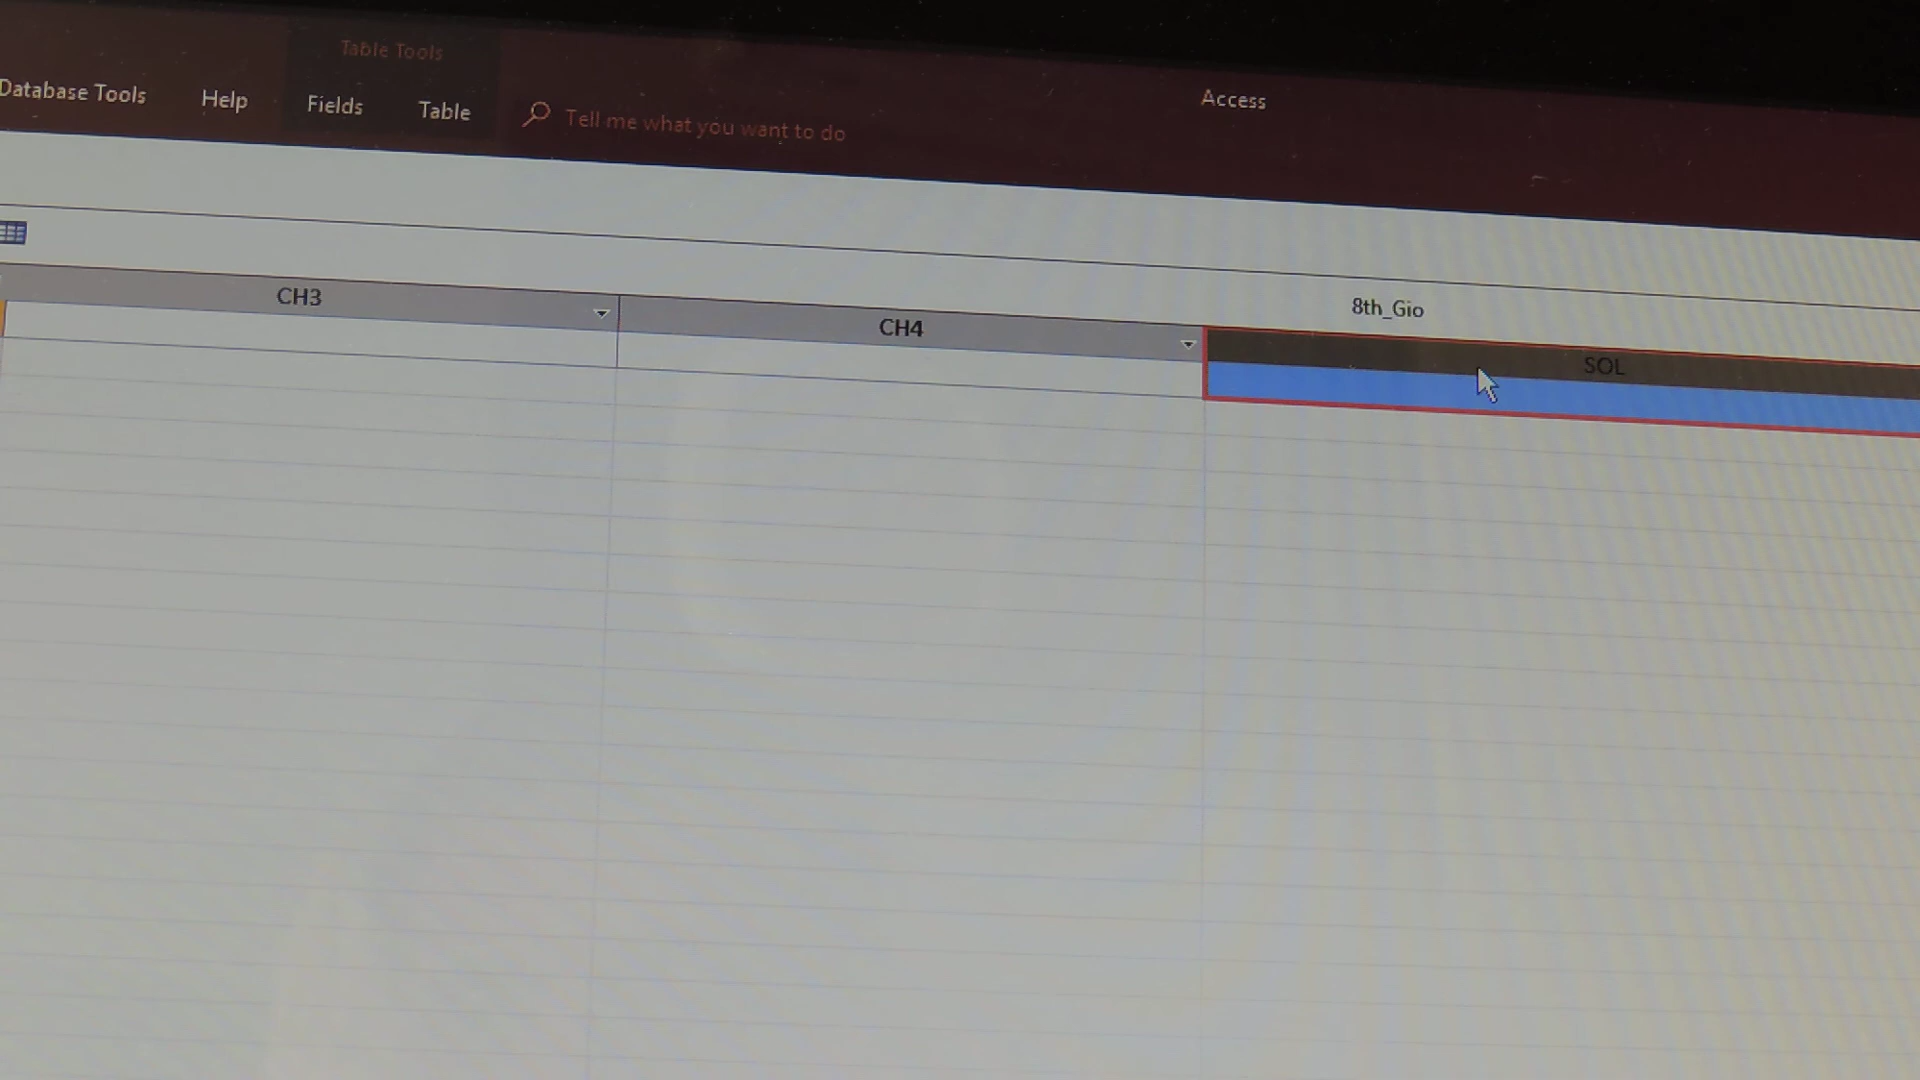 Table Tools
Database Tools Help Fields Table Tell me what you want to do Access
8th_Gio
CH3 CH4 SOL